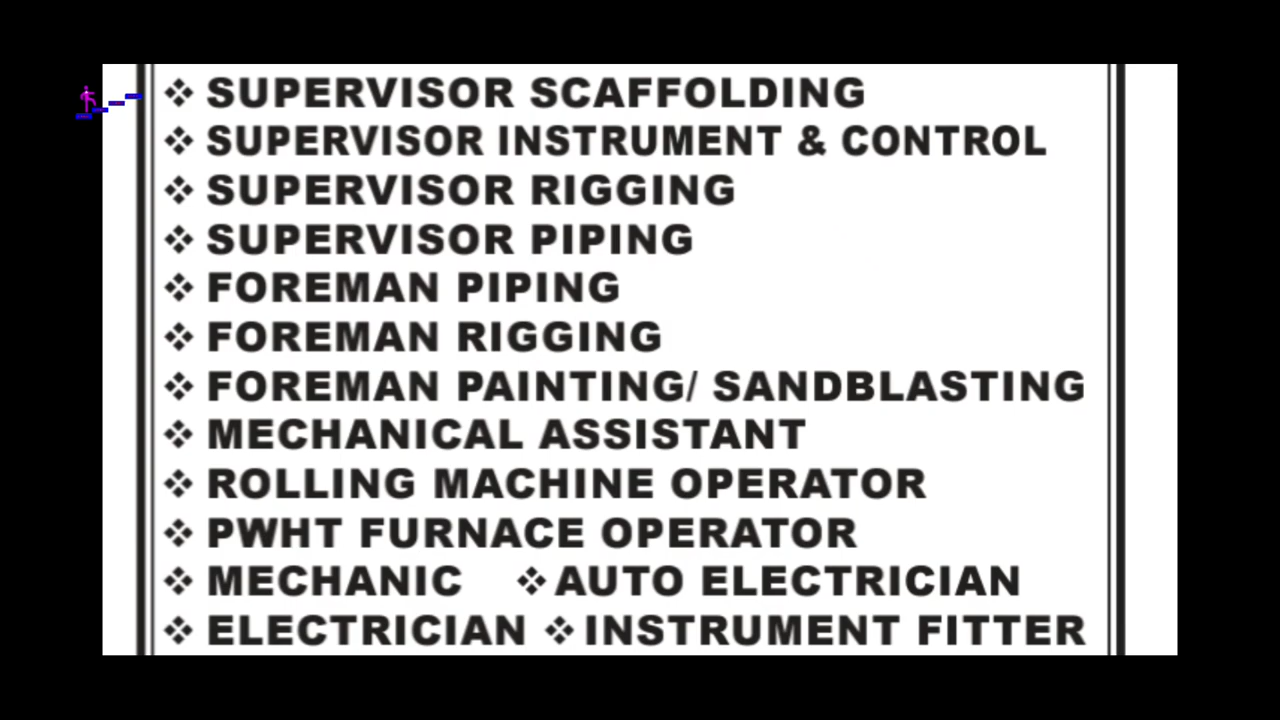 ❖ SUPERVISOR SCAFFOLDING
❖ SUPERVISOR INSTRUMENT & CONTROL
❖ SUPERVISOR RIGGING
❖ SUPERVISOR PIPING
❖ FOREMAN PIPING
❖ FOREMAN RIGGING
❖ FOREMAN PAINTING/ SANDBLASTING
❖ MECHANICAL ASSISTANT
❖ ROLLING MACHINE OPERATOR
❖ PWHT FURNACE OPERATOR
❖ MECHANIC ❖ AUTO ELECTRICIAN
❖ ELECTRICIAN ❖ INSTRUMENT FITTER